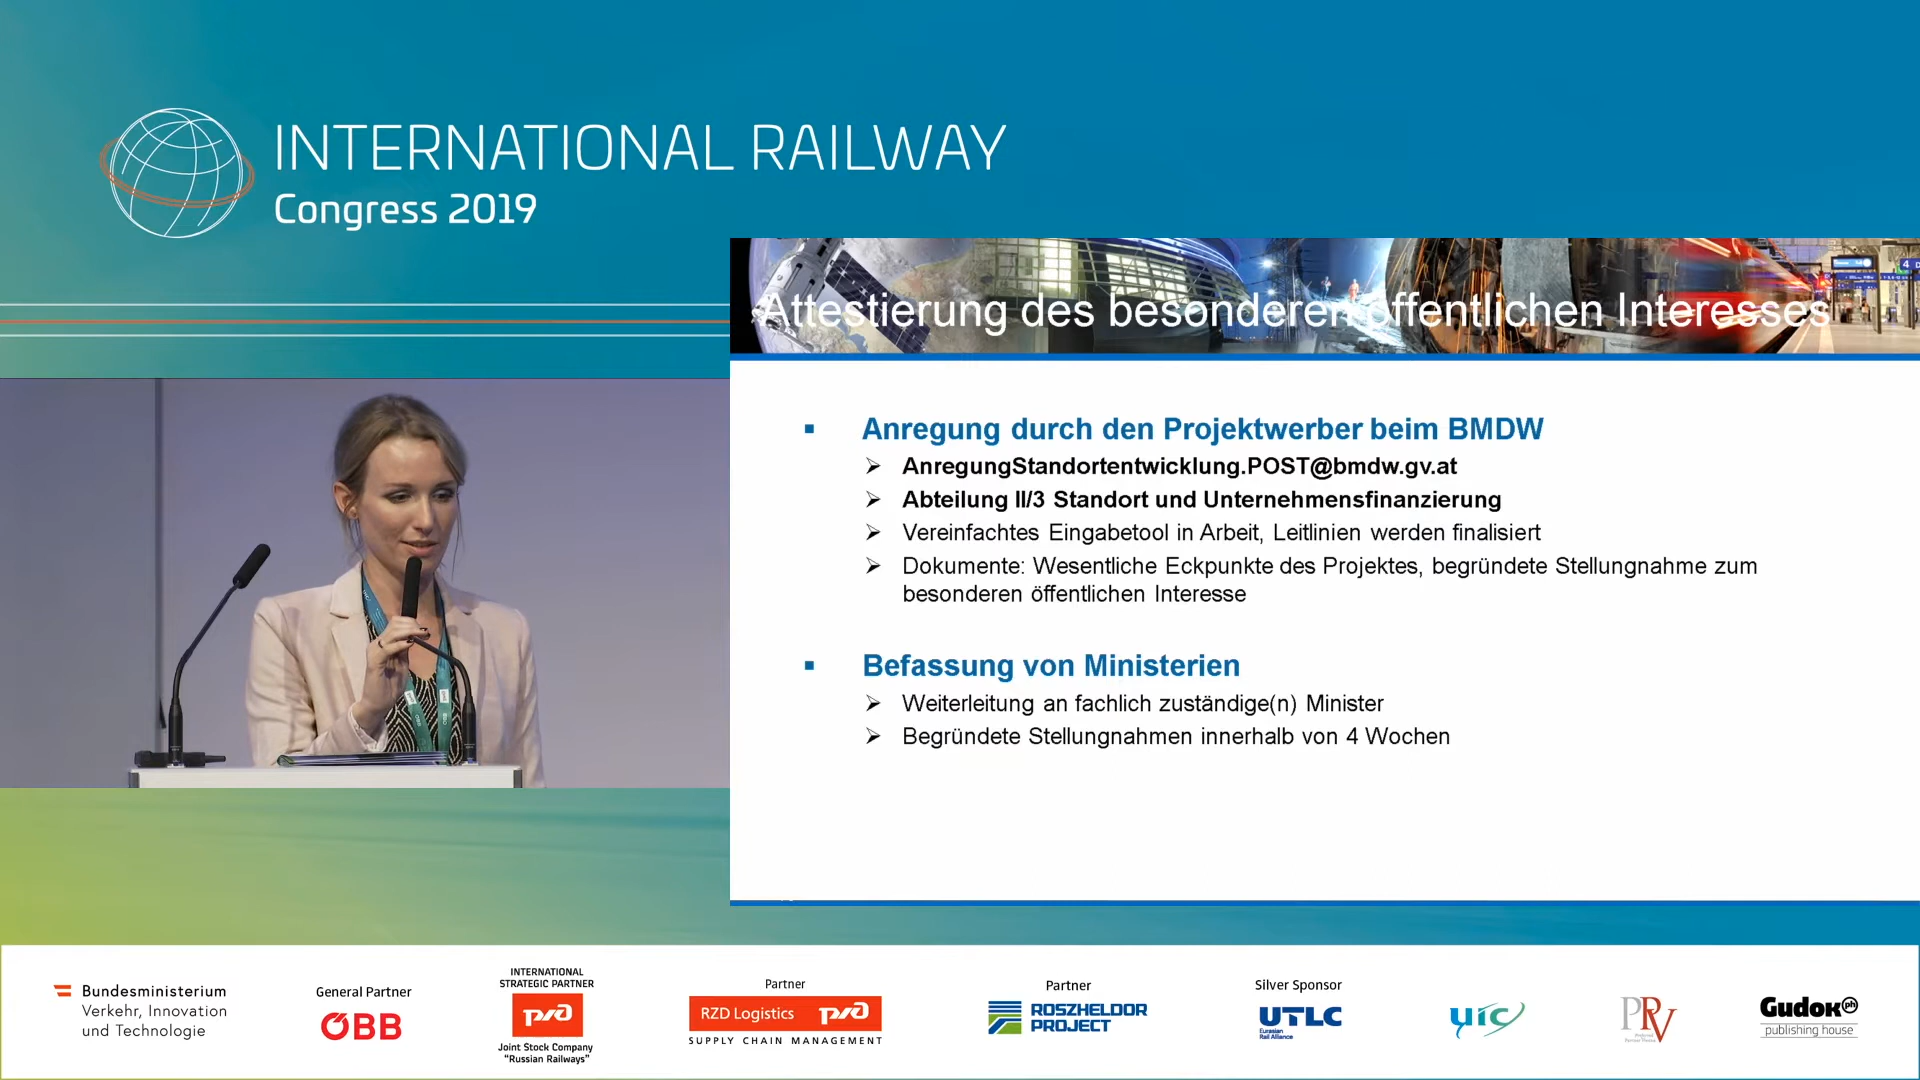 INTERNATIONAL RAILWAY
Congress 2019
Attestierung des besonderen öffentlichen Interesses
▪ Anregung durch den Projektwerber beim BMDW
➢ AnregungStandortentwicklung.POST@bmdw.gv.at
➢ Abteilung II/3 Standort und Unternehmensfinanzierung
➢ Vereinfachtes Eingabetool in Arbeit, Leitlinien werden finalisiert
➢ Dokumente: Wesentliche Eckpunkte des Projektes, begründete Stellungnahme zum
besonderen öffentlichen Interesse
▪ Befassung von Ministerien
➢ Weiterleitung an fachlich zuständige(n) Minister
➢ Begründete Stellungnahmen innerhalb von 4 Wochen
Bundesministerium
Verkehr, Innovation
und Technologie
General Partner
ÖBB
INTERNATIONAL
STRATEGIC PARTNER
ржд
Joint Stock Company
"Russian Railways"
Partner
RZD Logistics ржд
SUPPLY CHAIN MANAGEMENT
Partner
ROSZHELDOR
PROJECT
Silver Sponsor
UTLC
Eurasian
Rail Alliance
uic
PRV
Gudok ph
publishing house